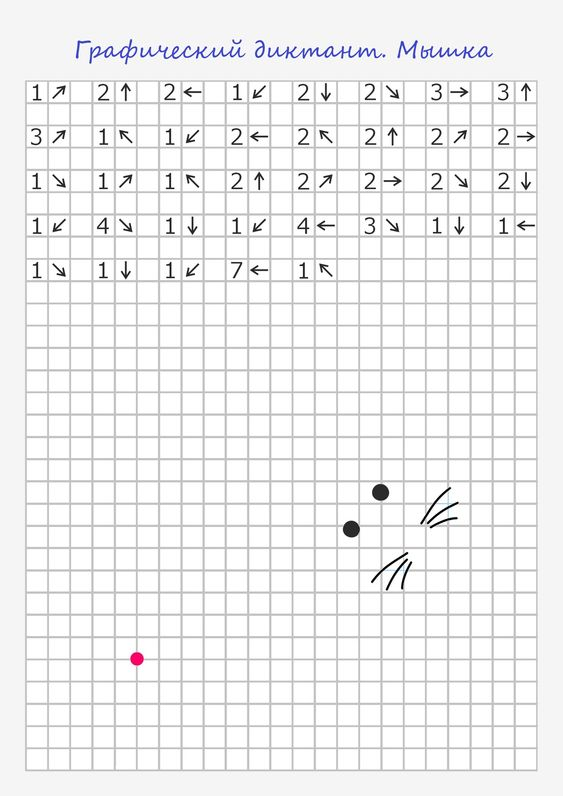 Графический диктант. Мышка
1 ↗ 2 ↑ 2 ← 1 ↙ 2 ↓ 2 ↘ 3 → 3 ↑
3 ↗ 1 ↖ 1 ↙ 2 ← 2 ↖ 2 ↑ 2 ↗ 2 →
1 ↘ 1 ↗ 1 ↖ 2 ↑ 2 ↗ 2 → 2 ↘ 2 ↓
1 ↙ 4 ↘ 1 ↓ 1 ↙ 4 ← 3 ↘ 1 ↓ 1 ←
1 ↘ 1 ↓ 1 ↙ 7 ← 1 ↖